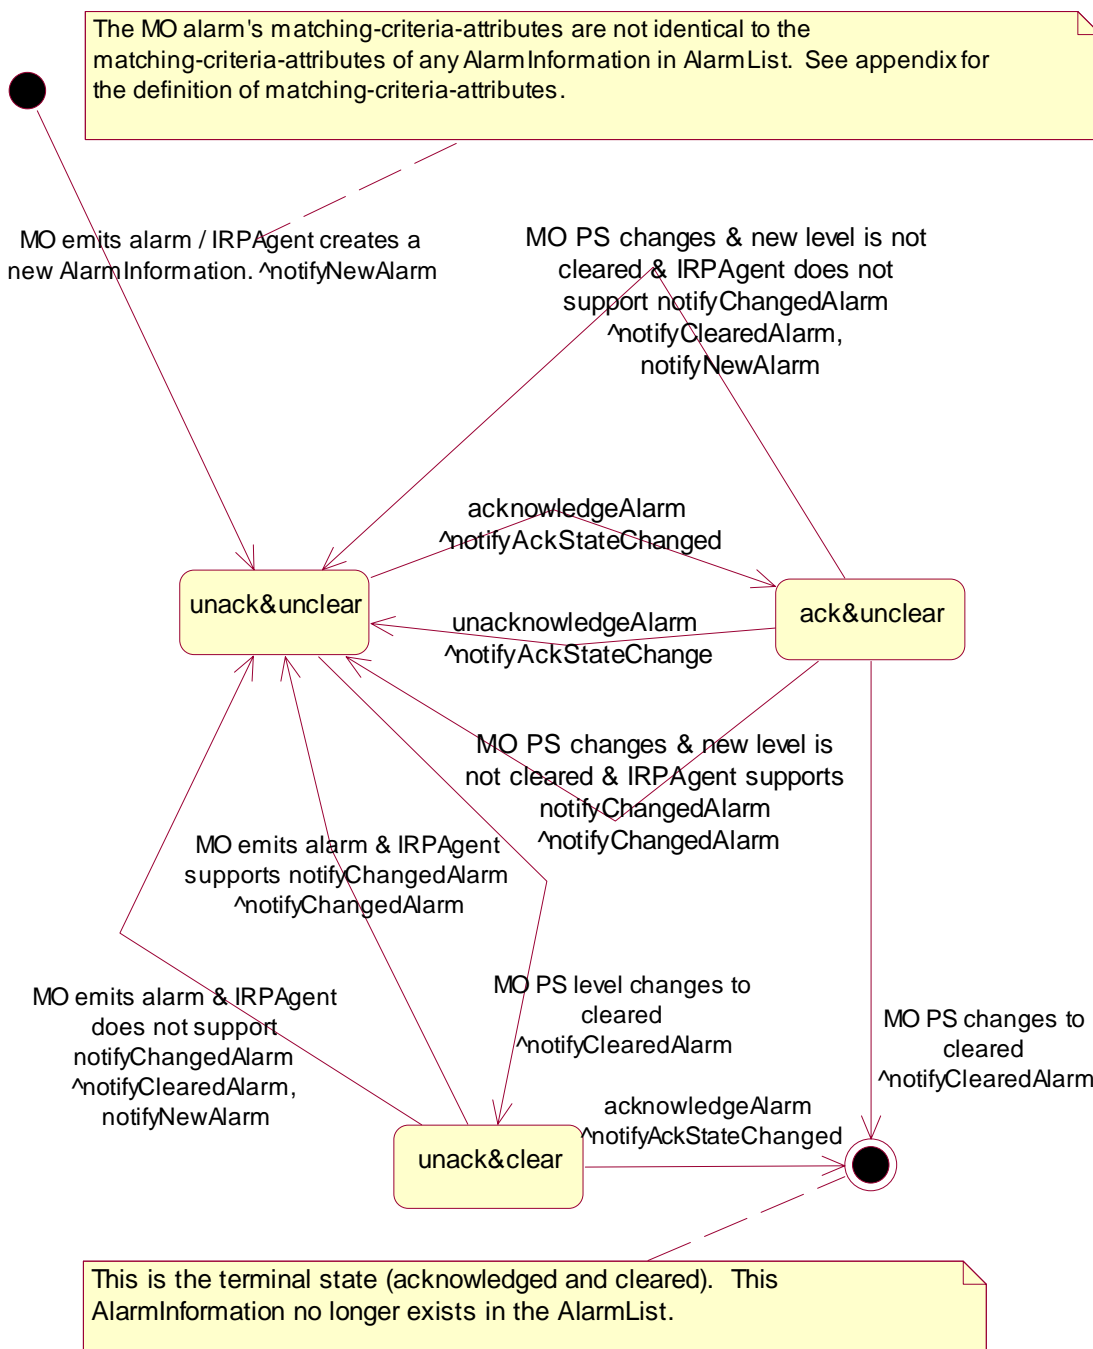 The MO alarm's matching-criteria-attributes are not identical to the
matching-criteria-attributes of any AlarmInformation in AlarmList. See appendix for
the definition of matching-criteria-attributes.
MO emits alarm / IRPAgent creates a
new AlarmInformation. ^notifyNewAlarm
MO PS changes & new level is not
cleared & IRPAgent does not
support notifyChangedAlarm
^notifyClearedAlarm,
notifyNewAlarm
acknowledgeAlarm
^notifyAckStateChanged
unack&unclear
ack&unclear
unacknowledgeAlarm
^notifyAckStateChange
MO PS changes & new level is
not cleared & IRPAgent supports
notifyChangedAlarm
^notifyChangedAlarm
MO emits alarm & IRPAgent
supports notifyChangedAlarm
^notifyChangedAlarm
MO emits alarm & IRPAgent
does not support
notifyChangedAlarm
^notifyClearedAlarm,
notifyNewAlarm
MO PS level changes to
cleared
^notifyClearedAlarm
MO PS changes to
cleared
^notifyClearedAlarm
acknowledgeAlarm
^notifyAckStateChanged
unack&clear
This is the terminal state (acknowledged and cleared). This
AlarmInformation no longer exists in the AlarmList.